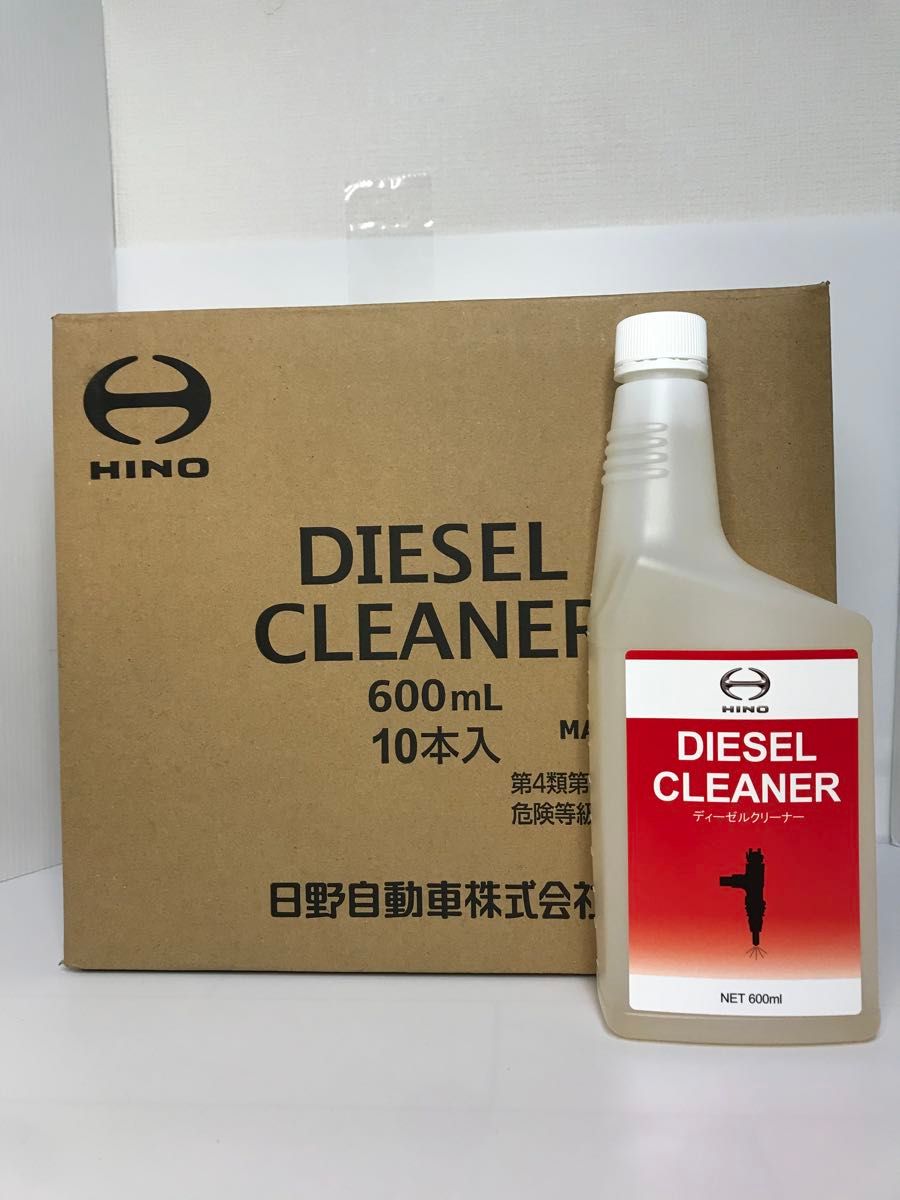 HINO
DIESEL
CLEANER
600mL
10本入
MA
第4類第
危険等級
日野自動車株式会社
HINO
DIESEL
CLEANER
ディーゼルクリーナー
NET 600ml